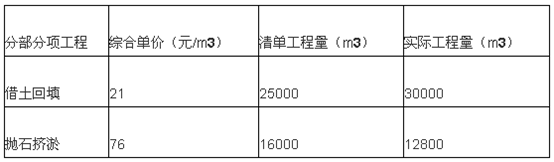 分部分项工程 综合单价（元/m3） 清单工程量（m3） 实际工程量（m3）
借土回填 21 25000 30000
抛石挤淤 76 16000 12800